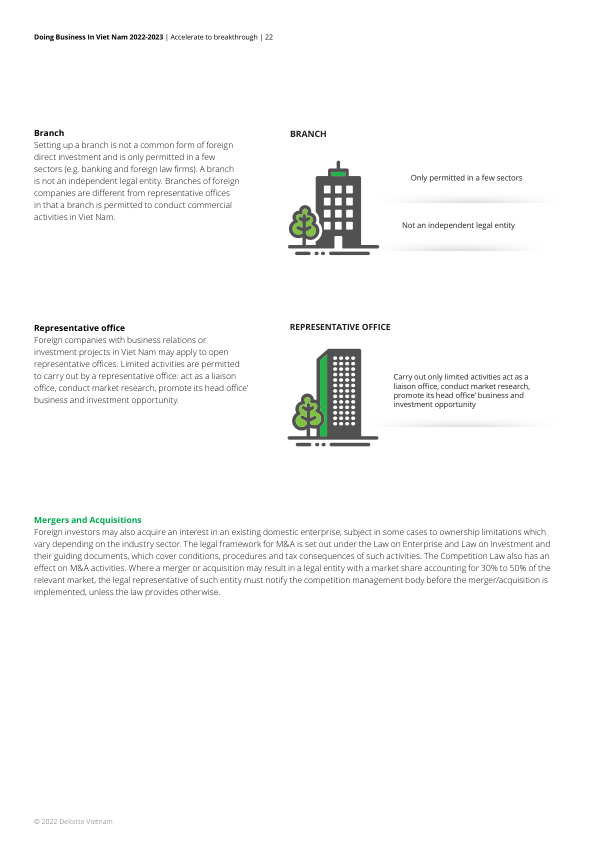 Doing Business In Viet Nam 2022-2023 | Accelerate to breakthrough | 22
Branch
Setting up a branch is not a common form of foreign
direct investment and is only permitted in a few
sectors (e.g. banking and foreign law firms). A branch
is not an independent legal entity. Branches of foreign
companies are different from representative offices
in that a branch is permitted to conduct commercial
activities in Viet Nam.
BRANCH
Only permitted in a few sectors
Not an independent legal entity
Representative office
Foreign companies with business relations or
investment projects in Viet Nam may apply to open
representative offices. Limited activities are permitted
to carry out by a representative office: act as a liaison
office, conduct market research, promote its head office'
business and investment opportunity.
REPRESENTATIVE OFFICE
Carry out only limited activities act as a
liaison office, conduct market research,
promote its head office' business and
investment opportunity
Mergers and Acquisitions
Foreign investors may also acquire an interest in an existing domestic enterprise, subject in some cases to ownership limitations which
vary depending on the industry sector. The legal framework for M&A is set out under the Law on Enterprise and Law on Investment and
their guiding documents, which cover conditions, procedures and tax consequences of such activities. The Competition Law also has an
effect on M&A activities. Where a merger or acquisition may result in a legal entity with a market share accounting for 30% to 50% of the
relevant market, the legal representative of such entity must notify the competition management body before the merger/acquisition is
implemented, unless the law provides otherwise.
© 2022 Deloitte Vietnam